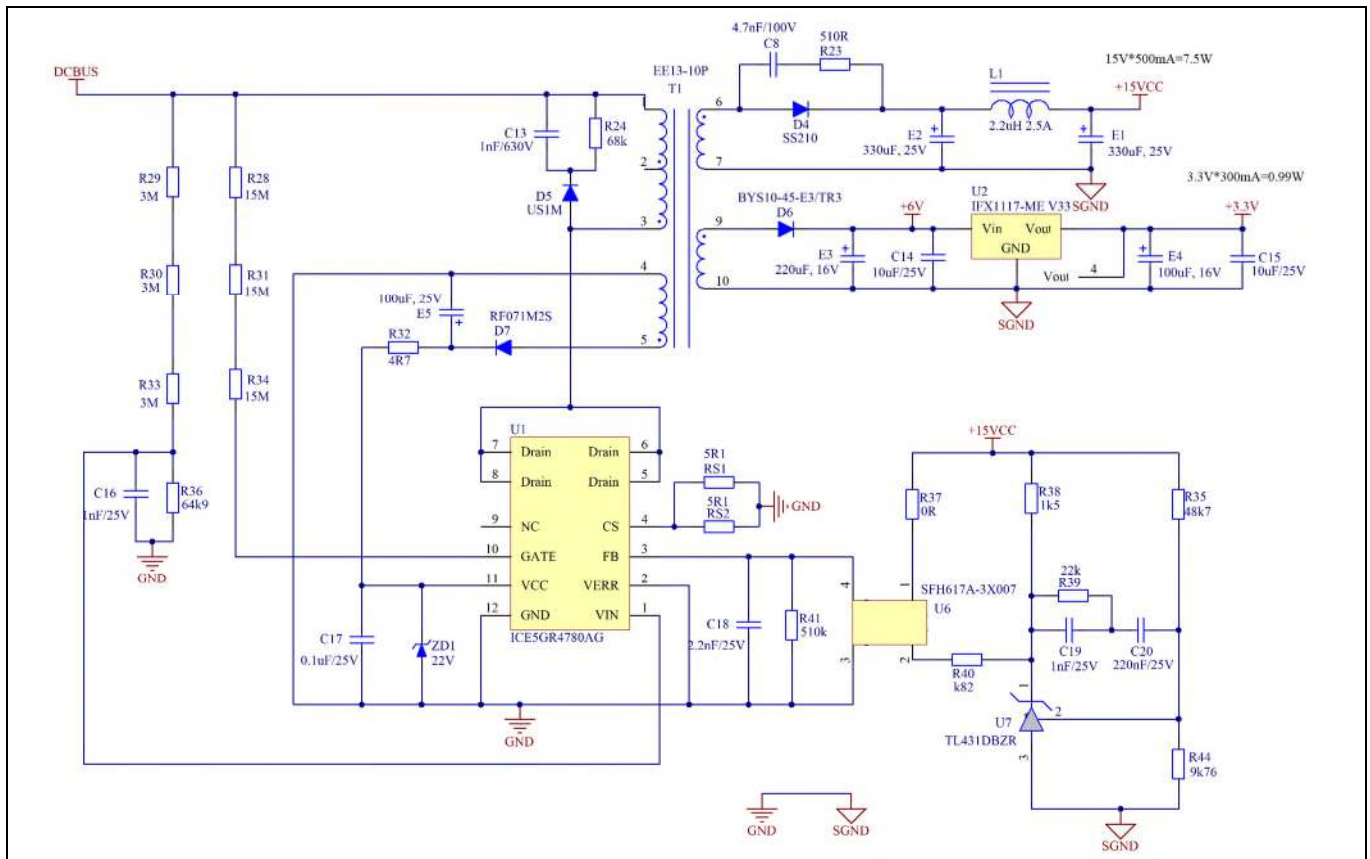 DCBUS
EE13-10P
T1
4.7nF/100V
C8
510R
R23
15V*500mA=7.5W
L1
+15VCC
1
2
3
4
5
6
7
9
10
C13
1nF/630V
R24
68k
D5
US1M
D4
SS210
E2
330uF, 25V
2.2uH 2.5A
E1
330uF, 25V
SGND
3.3V*300mA=0.99W
R29
3M
R28
15M
BYS10-45-E3/TR3
D6
+6V
U2
IFX1117-ME V33
Vin Vout
GND
+3.3V
E3
220uF, 16V
C14
10uF/25V
Vout 4
E4
100uF, 16V
C15
10uF/25V
SGND
R30
3M
R31
15M
100uF, 25V
E5
RF071M2S
D7
R32
4R7
R33
3M
R34
15M
U1
7 Drain Drain 6
8 Drain Drain 5
9 NC CS 4
10 GATE FB 3
11 VCC VERR 2
12 GND VIN 1
ICE5GR4780AG
5R1
RS1
5R1
RS2
GND
C16
1nF/25V
R36
64k9
GND
C17
0.1uF/25V
ZD1
22V
C18
2.2nF/25V
R41
510k
4
3
1
2
SFH617A-3X007
U6
+15VCC
R37
0R
R38
1k5
R35
48k7
22k
R39
C19
1nF/25V
C20
220nF/25V
R40
k82
1
2
3
U7
TL431DBZR
R44
9k76
GND
GND
SGND
SGND